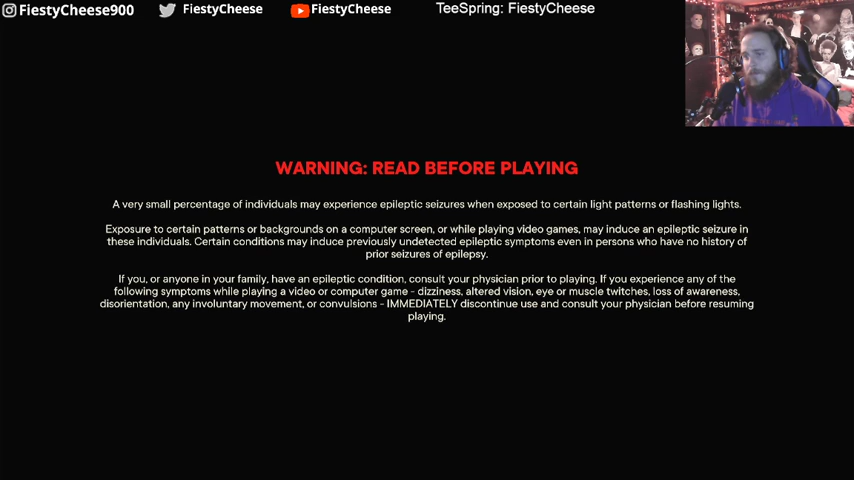 FiestyCheese900 FiestyCheese FiestyCheese TeeSpring: FiestyCheese
WARNING: READ BEFORE PLAYING
A very small percentage of individuals may experience epileptic seizures when exposed to certain light patterns or flashing lights.
Exposure to certain patterns or backgrounds on a computer screen, or while playing video games, may induce an epileptic seizure in
these individuals. Certain conditions may induce previously undetected epileptic symptoms even in persons who have no history of
prior seizures of epilepsy.
If you, or anyone in your family, have an epileptic condition, consult your physician prior to playing. If you experience any of the
following symptoms while playing a video or computer game - dizziness, altered vision, eye or muscle twitches, loss of awareness,
disorientation, any involuntary movement, or convulsions - IMMEDIATELY discontinue use and consult your physician before resuming
playing.